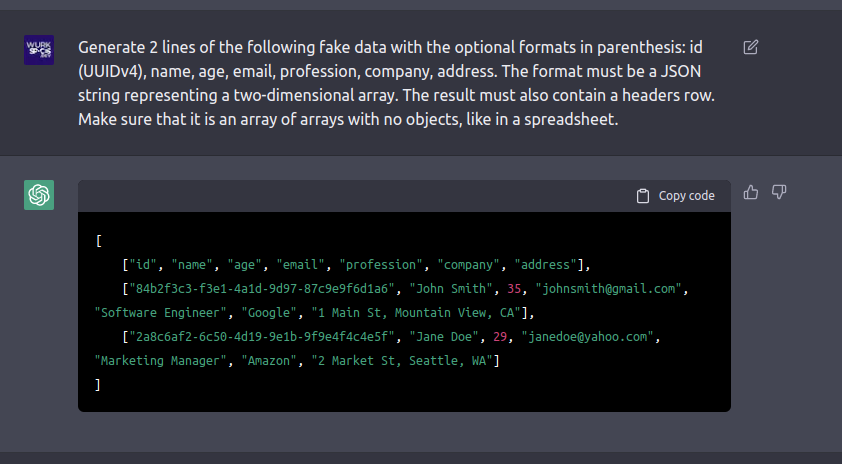 WURK
SP-CS
.NET
Generate 2 lines of the following fake data with the optional formats in parenthesis: id
(UUIDv4), name, age, email, profession, company, address. The format must be a JSON
string representing a two-dimensional array. The result must also contain a headers row.
Make sure that it is an array of arrays with no objects, like in a spreadsheet.
Copy code
[
["id", "name", "age", "email", "profession", "company", "address"],
["84b2f3c3-f3e1-4a1d-9d97-87c9e9f6d1a6", "John Smith", 35, "johnsmith@gmail.com",
"Software Engineer", "Google", "1 Main St, Mountain View, CA"],
["2a8c6af2-6c50-4d19-9e1b-9f9e4f4c4e5f", "Jane Doe", 29, "janedoe@yahoo.com",
"Marketing Manager", "Amazon", "2 Market St, Seattle, WA"]
]